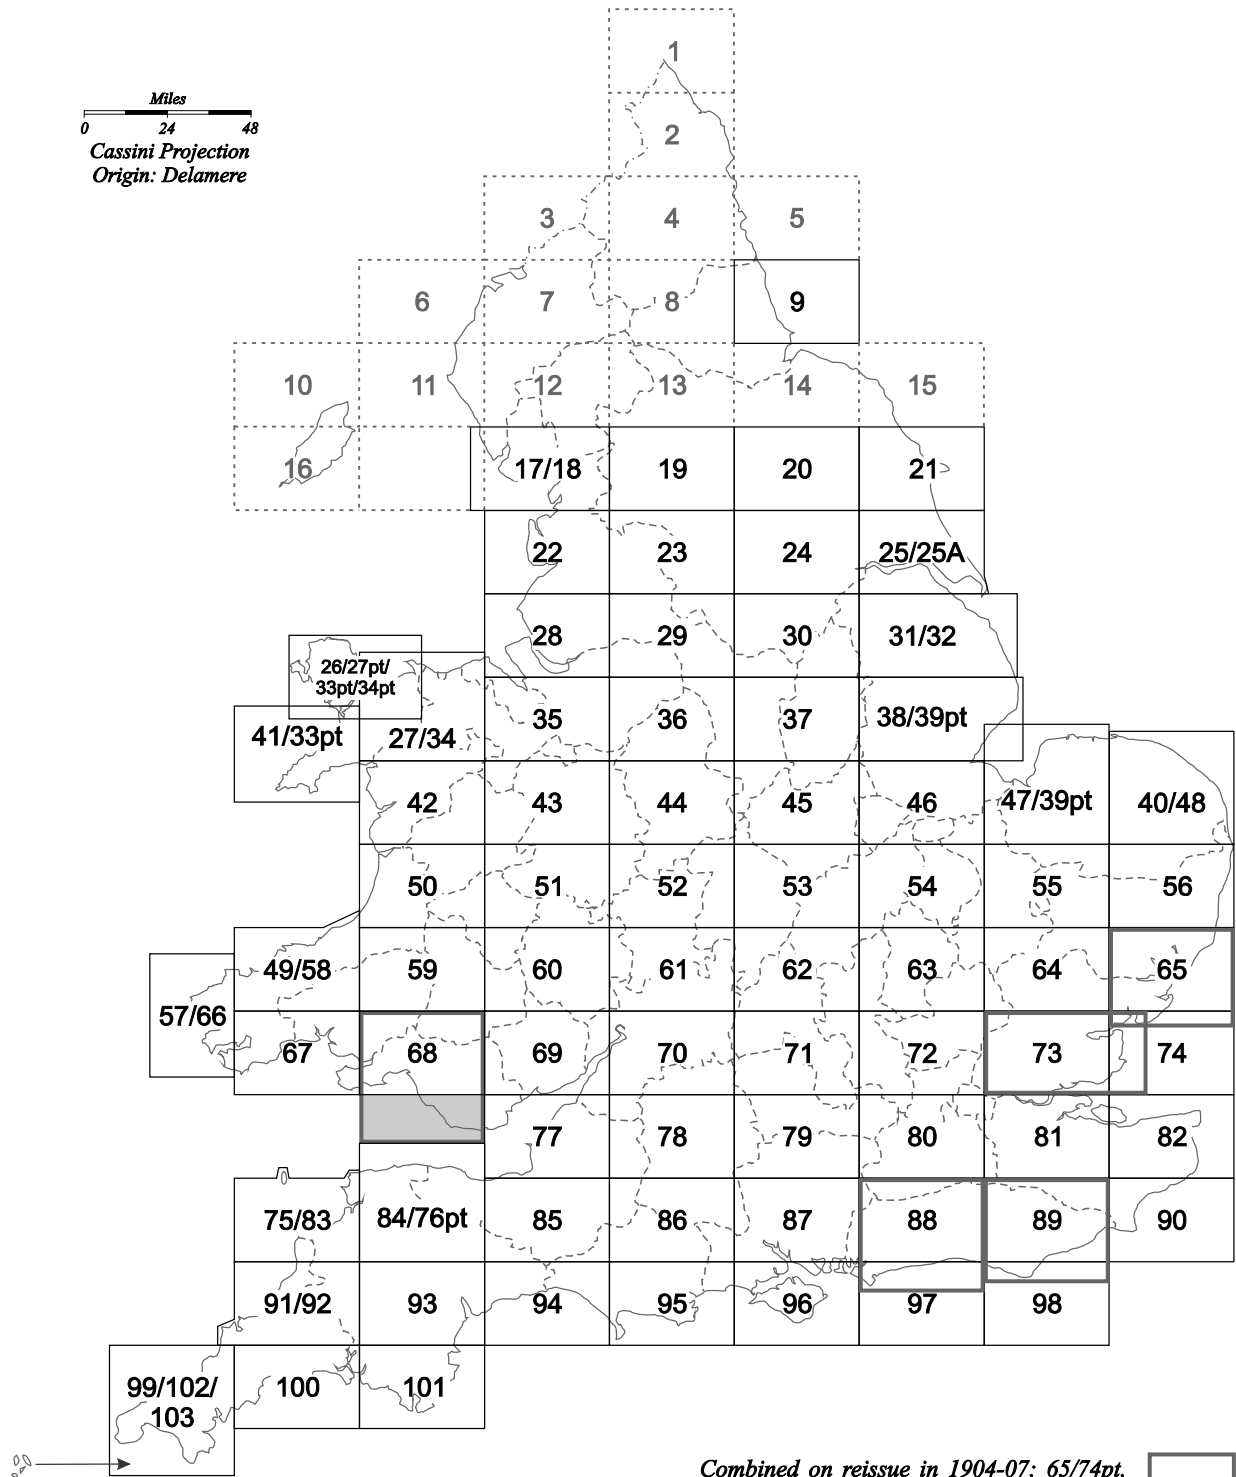 1
Miles
0 24 48
Cassini Projection
Origin: Delamere
2
3 4 5
6 7 8 9
10 11 12 13 14 15
16 17/18 19 20 21
22 23 24 25/25A
28 29 30 31/32
26/27pt/
33pt/34pt
41/33pt 27/34 35 36 37 38/39pt
42 43 44 45 46 47/39pt 40/48
50 51 52 53 54 55 56
49/58 59 60 61 62 63 64 65
57/66
67 68 69 70 71 72 73 74
77 78 79 80 81 82
75/83 84/76pt 85 86 87 88 89 90
91/92 93 94 95 96 97 98
99/102/
103
100 101
Combined on reissue in 1904-07: 65/74pt,